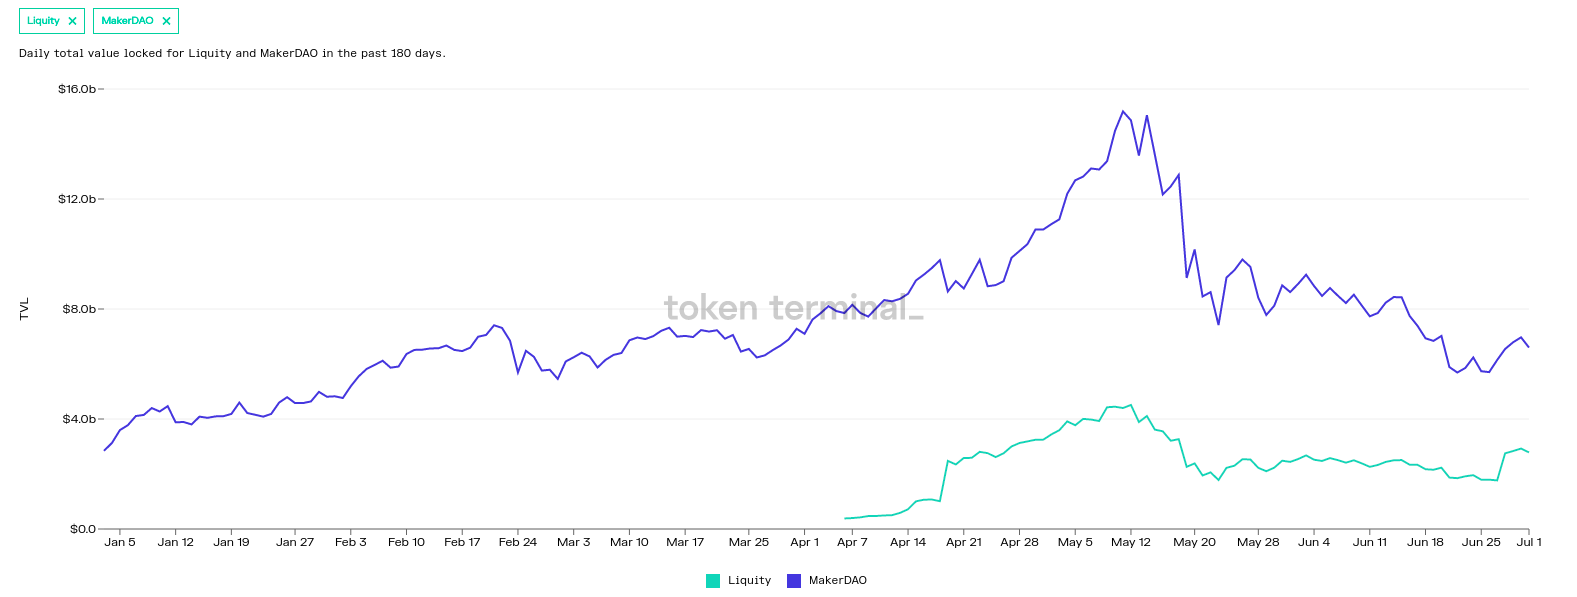 Liquity ×
MakerDAO ×
Daily total value locked for Liquity and MakerDAO in the past 180 days.
$16.0b
$12.0b
$8.0b
$4.0b
$0.0
TVL
token terminal_
Jan 5 Jan 12 Jan 19 Jan 27 Feb 3 Feb 10 Feb 17 Feb 24 Mar 3 Mar 10 Mar 17 Mar 25 Apr 1 Apr 7 Apr 14 Apr 21 Apr 28 May 5 May 12 May 20 May 28 Jun 4 Jun 11 Jun 18 Jun 25 Jul 1
Liquity MakerDAO